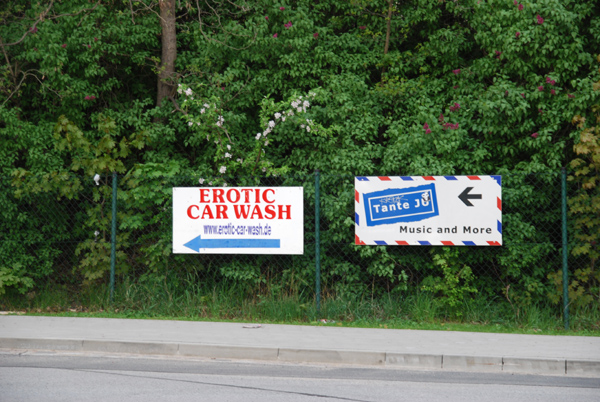 EROTIC
CAR WASH
www.erotic-car-wash.de
Tante JU
Music and More